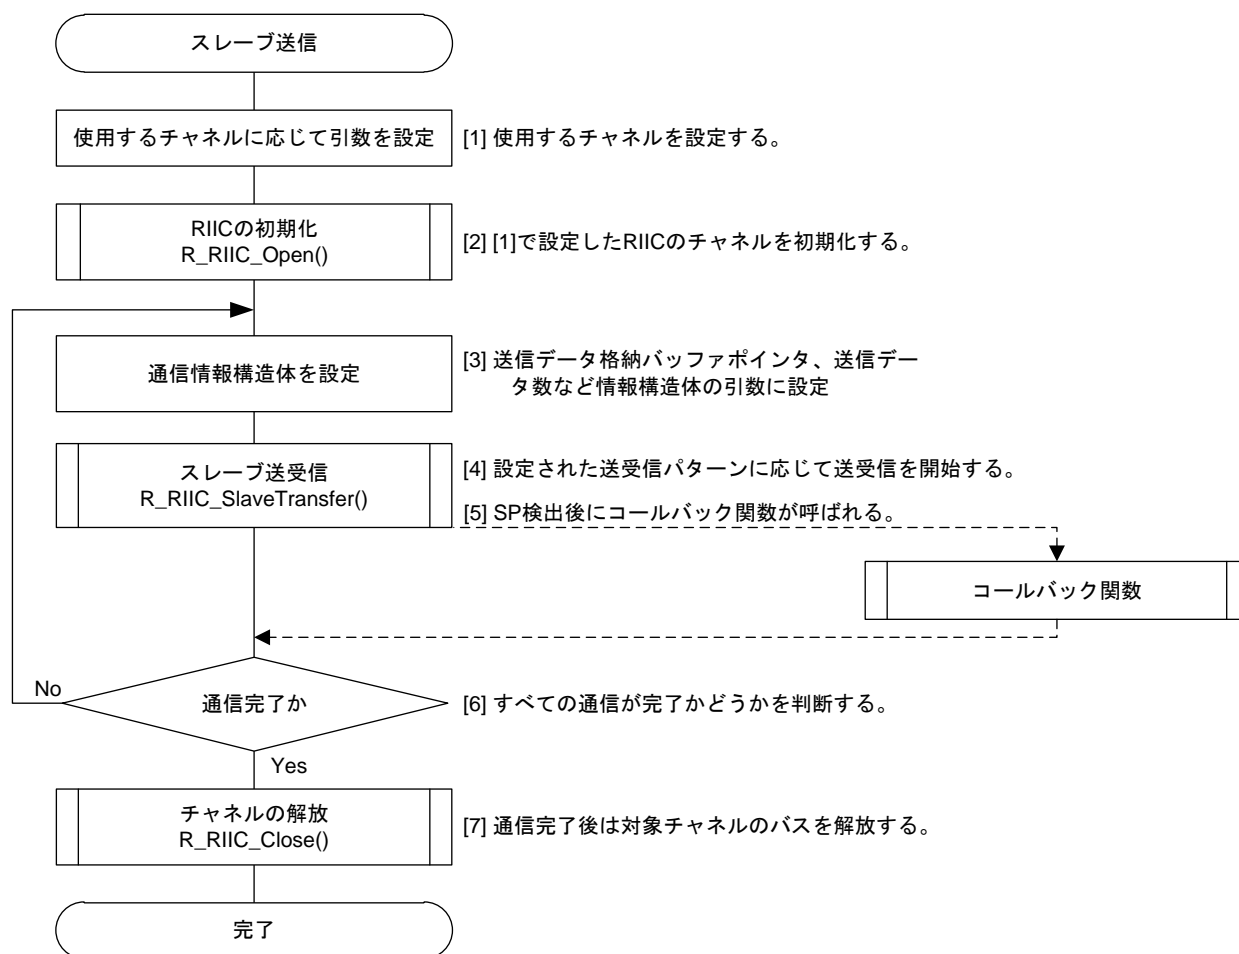 スレーブ送信
使用するチャネルに応じて引数を設定
[1] 使用するチャネルを設定する。
RIICの初期化
R_RIIC_Open()
[2] [1]で設定したRIICのチャネルを初期化する。
通信情報構造体を設定
[3] 送信データ格納バッファポインタ、送信デー
タ数など情報構造体の引数に設定
スレーブ送受信
R_RIIC_SlaveTransfer()
[4] 設定された送受信パターンに応じて送受信を開始する。
[5] SP検出後にコールバック関数が呼ばれる。
コールバック関数
No
通信完了か
[6] すべての通信が完了かどうかを判断する。
Yes
チャネルの解放
R_RIIC_Close()
[7] 通信完了後は対象チャネルのバスを解放する。
完了